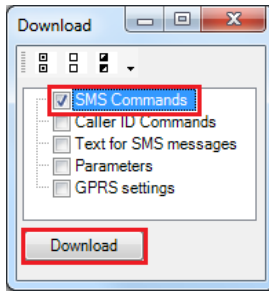 Download
SMS Commands
Caller ID Commands
Text for SMS messages
Parameters
GPRS settings
Download